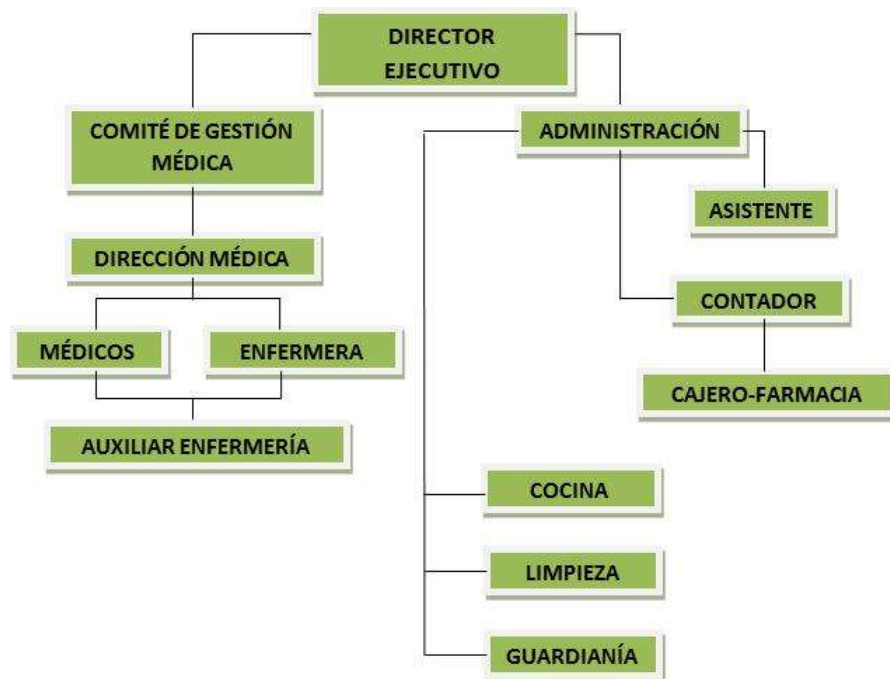 DIRECTOR
EJECUTIVO
COMITÉ DE GESTIÓN
MÉDICA
ADMINISTRACIÓN
ASISTENTE
DIRECCIÓN MÉDICA
CONTADOR
MÉDICOS
ENFERMERA
CAJERO-FARMACIA
AUXILIAR ENFERMERÍA
COCINA
LIMPIEZA
GUARDIANÍA